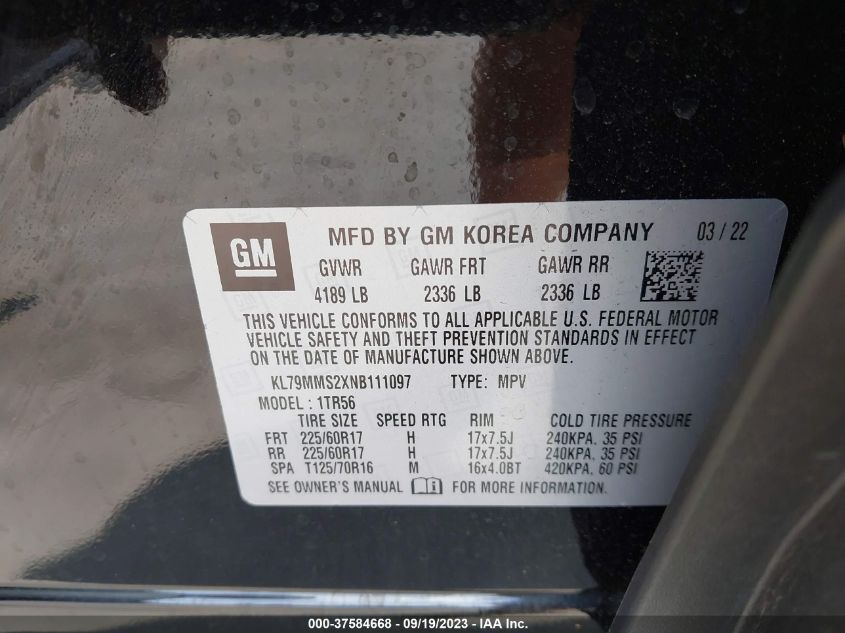 GM
MFD BY GM KOREA COMPANY 03/22
GVWR GAWR FRT GAWR RR
4189 LB 2336 LB 2336 LB
THIS VEHICLE CONFORMS TO ALL APPLICABLE U.S. FEDERAL MOTOR
VEHICLE SAFETY AND THEFT PREVENTION STANDARDS IN EFFECT
ON THE DATE OF MANUFACTURE SHOWN ABOVE.
KL79MMS2XNB111097 TYPE: MPV
MODEL: 1TR56
TIRE SIZE SPEED RTG RIM COLD TIRE PRESSURE
FRT 225/60R17 H 17x7.5J 240KPA, 35 PSI
RR 225/60R17 H 17x7.5J 240KPA, 35 PSI
SPA T125/70R16 M 16x4.0BT 420KPA, 60 PSI
SEE OWNER'S MANUAL FOR MORE INFORMATION.
000-37584668 - 09/19/2023 - IAA Inc.